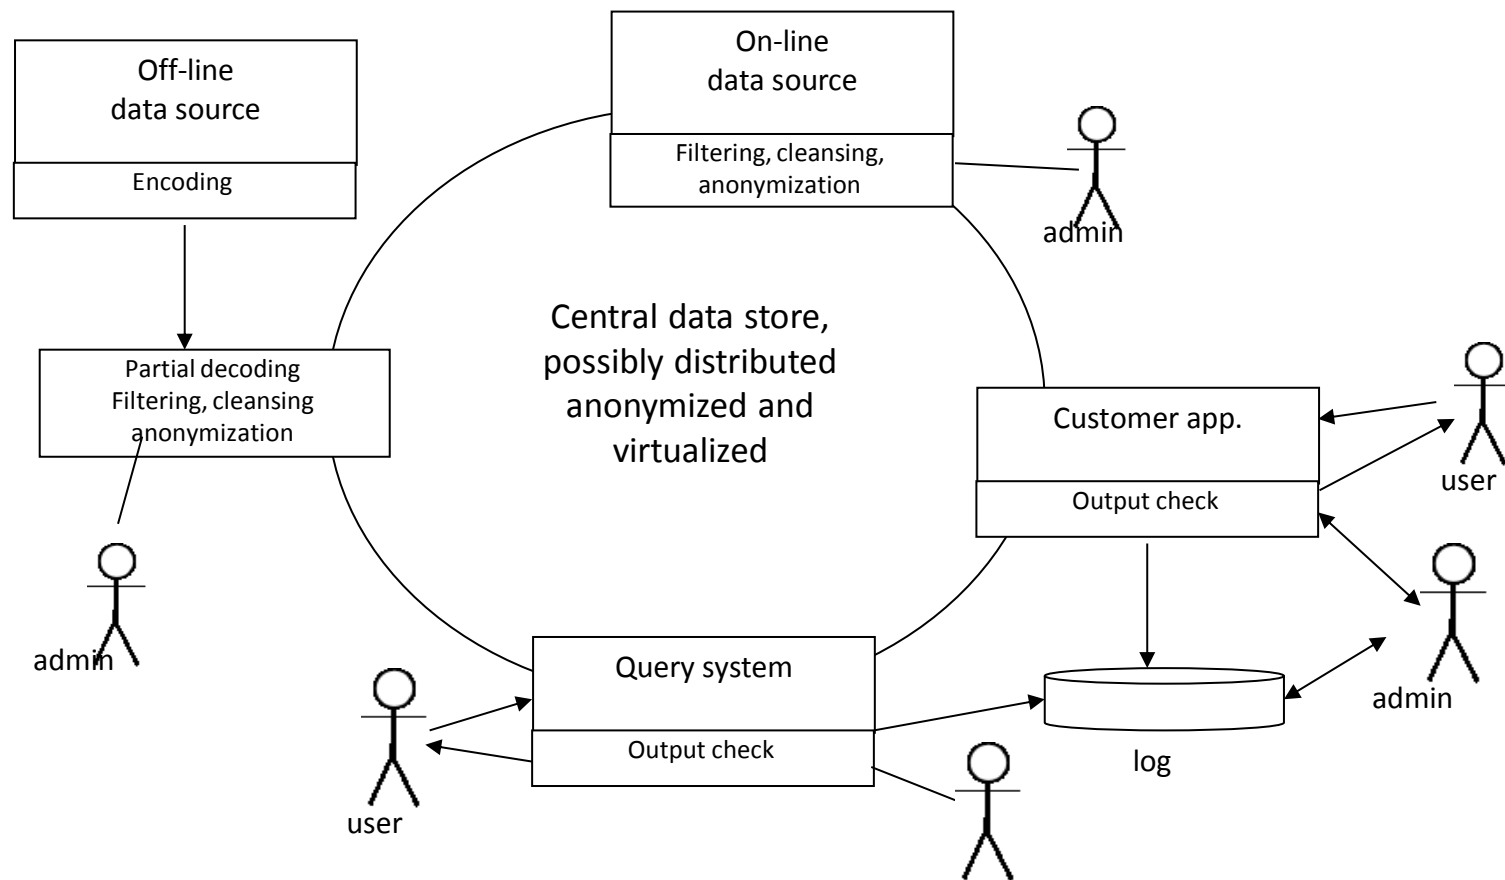 Off-line
data source
Encoding
On-line
data source
Filtering, cleansing,
anonymization
admin
Partial decoding
Filtering, cleansing
anonymization
admin
Central data store,
possibly distributed
anonymized and
virtualized
Customer app.
Output check
user
admin
Query system
Output check
user
log